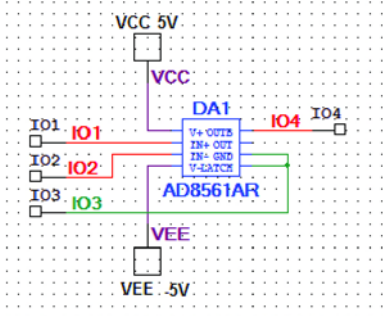 VCC 5V
VCC
DA1
IO1 IO1
V+ OUTB
IO4 IO4
IN+ OUT
IO2 IO2
IN- GND
V-LATCH
IO3 IO3
AD8561AR
VEE
VEE -5V